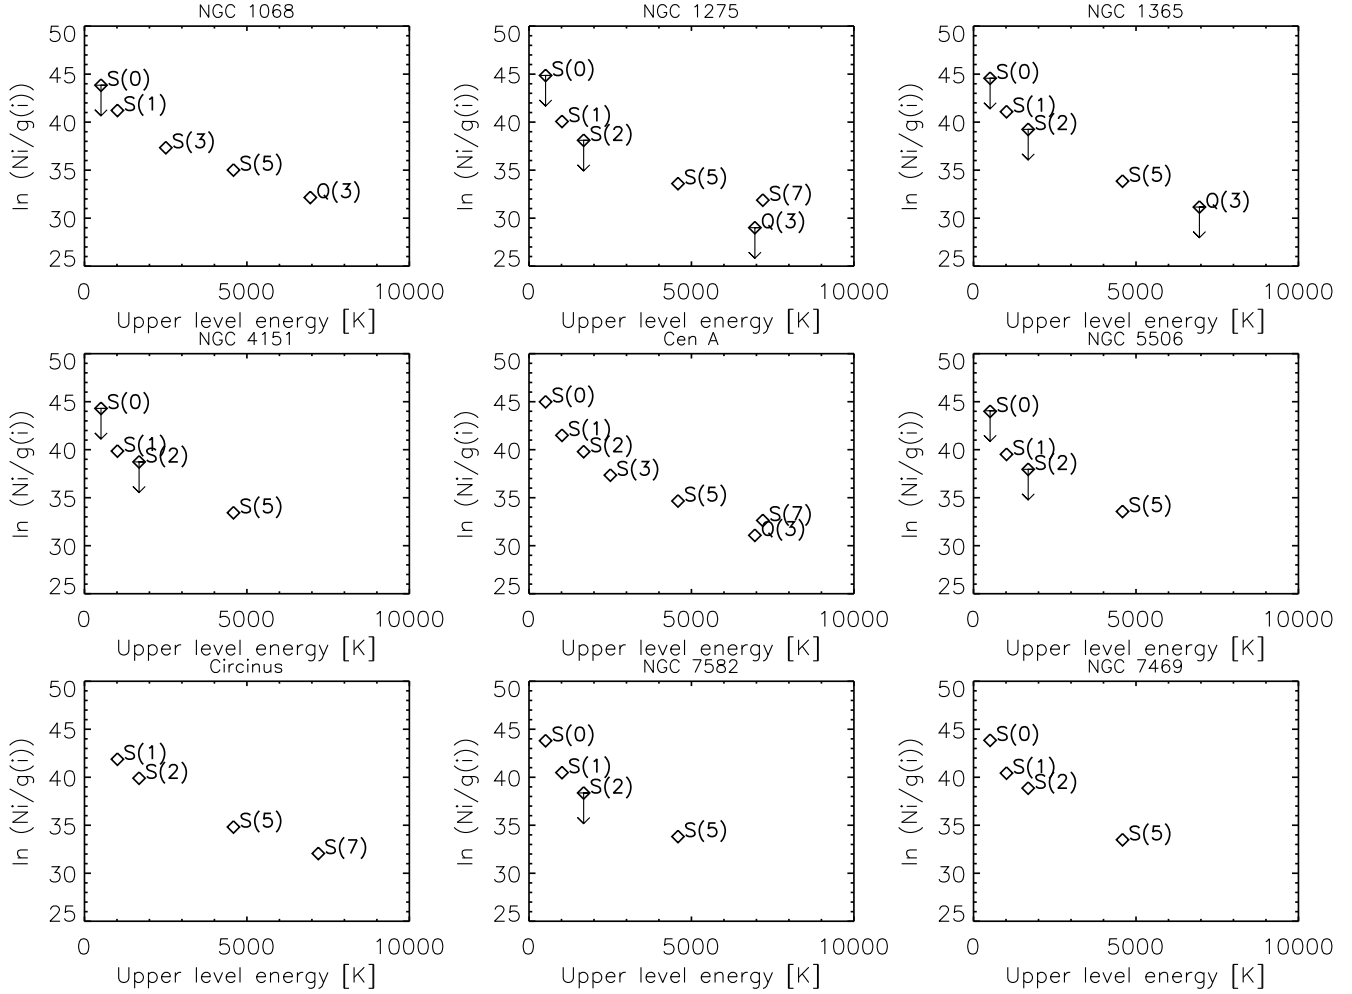 NGC 1068
50
45
40
35
30
25
ln (Ni/g(i))
S(0)
S(1)
S(3)
S(5)
Q(3)
0 5000 10000
Upper level energy [K]
NGC 1275
50
45
40
35
30
25
ln (Ni/g(i))
S(0)
S(1)
S(2)
S(5)
S(7)
Q(3)
0 5000 10000
Upper level energy [K]
NGC 1365
50
45
40
35
30
25
ln (Ni/g(i))
S(0)
S(1)
S(2)
S(5)
Q(3)
0 5000 10000
Upper level energy [K]
NGC 4151
50
45
40
35
30
25
ln (Ni/g(i))
S(0)
S(1)
S(2)
S(5)
0 5000 10000
Upper level energy [K]
Cen A
50
45
40
35
30
25
ln (Ni/g(i))
S(0)
S(1)
S(2)
S(3)
S(5)
S(7)
Q(3)
0 5000 10000
Upper level energy [K]
NGC 5506
50
45
40
35
30
25
ln (Ni/g(i))
S(0)
S(1)
S(2)
S(5)
0 5000 10000
Upper level energy [K]
Circinus
50
45
40
35
30
25
ln (Ni/g(i))
S(1)
S(2)
S(5)
S(7)
0 5000 10000
Upper level energy [K]
NGC 7582
50
45
40
35
30
25
ln (Ni/g(i))
S(0)
S(1)
S(2)
S(5)
0 5000 10000
Upper level energy [K]
NGC 7469
50
45
40
35
30
25
ln (Ni/g(i))
S(0)
S(1)
S(2)
S(5)
0 5000 10000
Upper level energy [K]